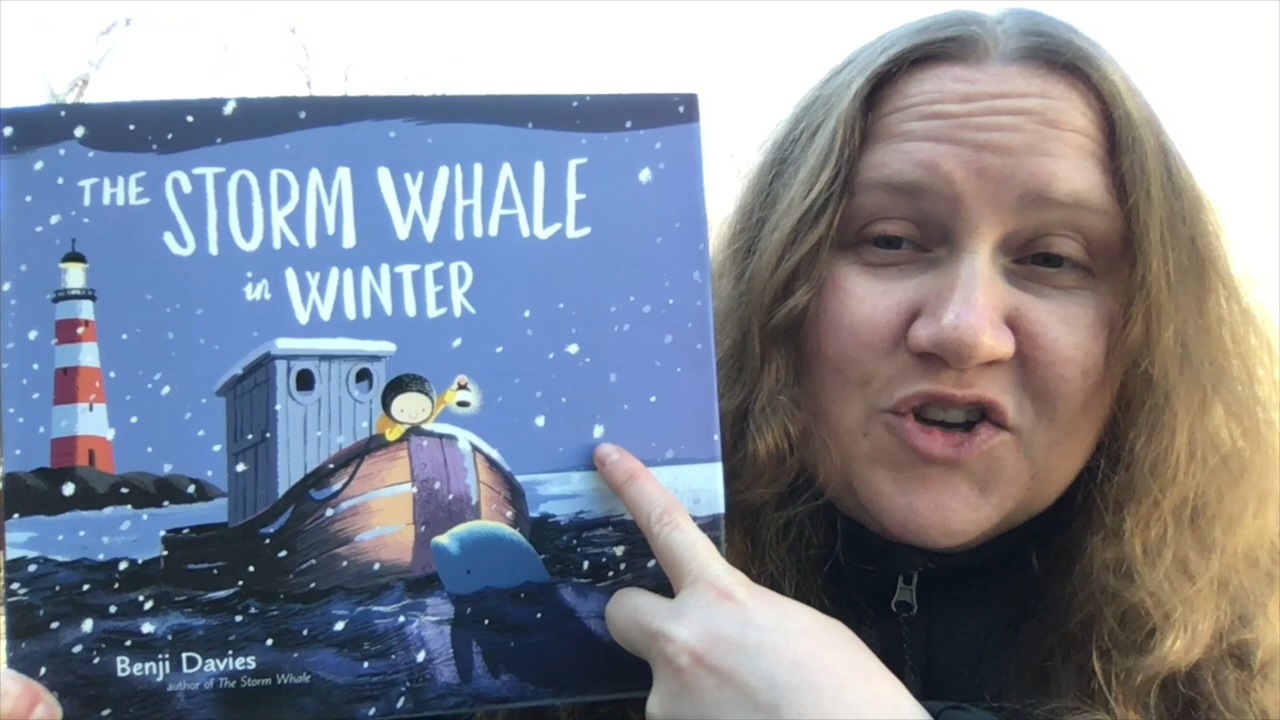 THE STORM WHALE
in WINTER
Benji Davies
author of The Storm Whale